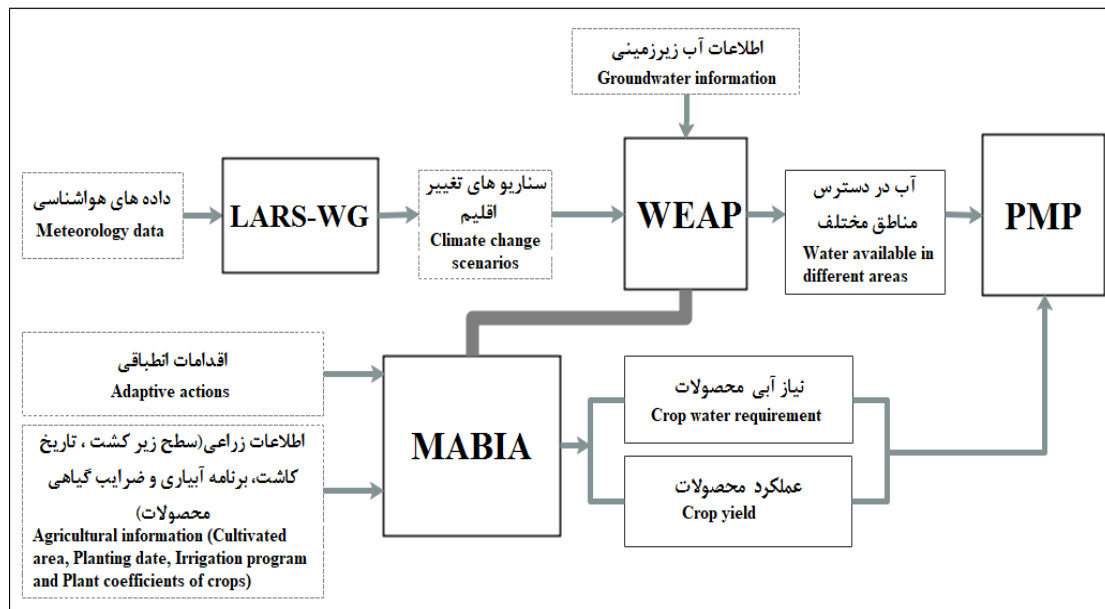 اطلاعات آب زیرزمینی
Groundwater information
داده های هواشناسی
Meteorology data
LARS-WG
سناریو های تغییر
اقلیم
Climate change
scenarios
WEAP
آب در دسترس
مناطق مختلف
Water available in
different areas
PMP
اقدامات انطباقی
Adaptive actions
اطلاعات زراعی(سطح زیر کشت ، تاریخ
کاشت، برنامه آبیاری و ضرایب گیاهی
محصولات)
Agricultural information (Cultivated
area, Planting date, Irrigation program
and Plant coefficients of crops)
MABIA
نیاز آبی محصولات
Crop water requirement
عملکرد محصولات
Crop yield